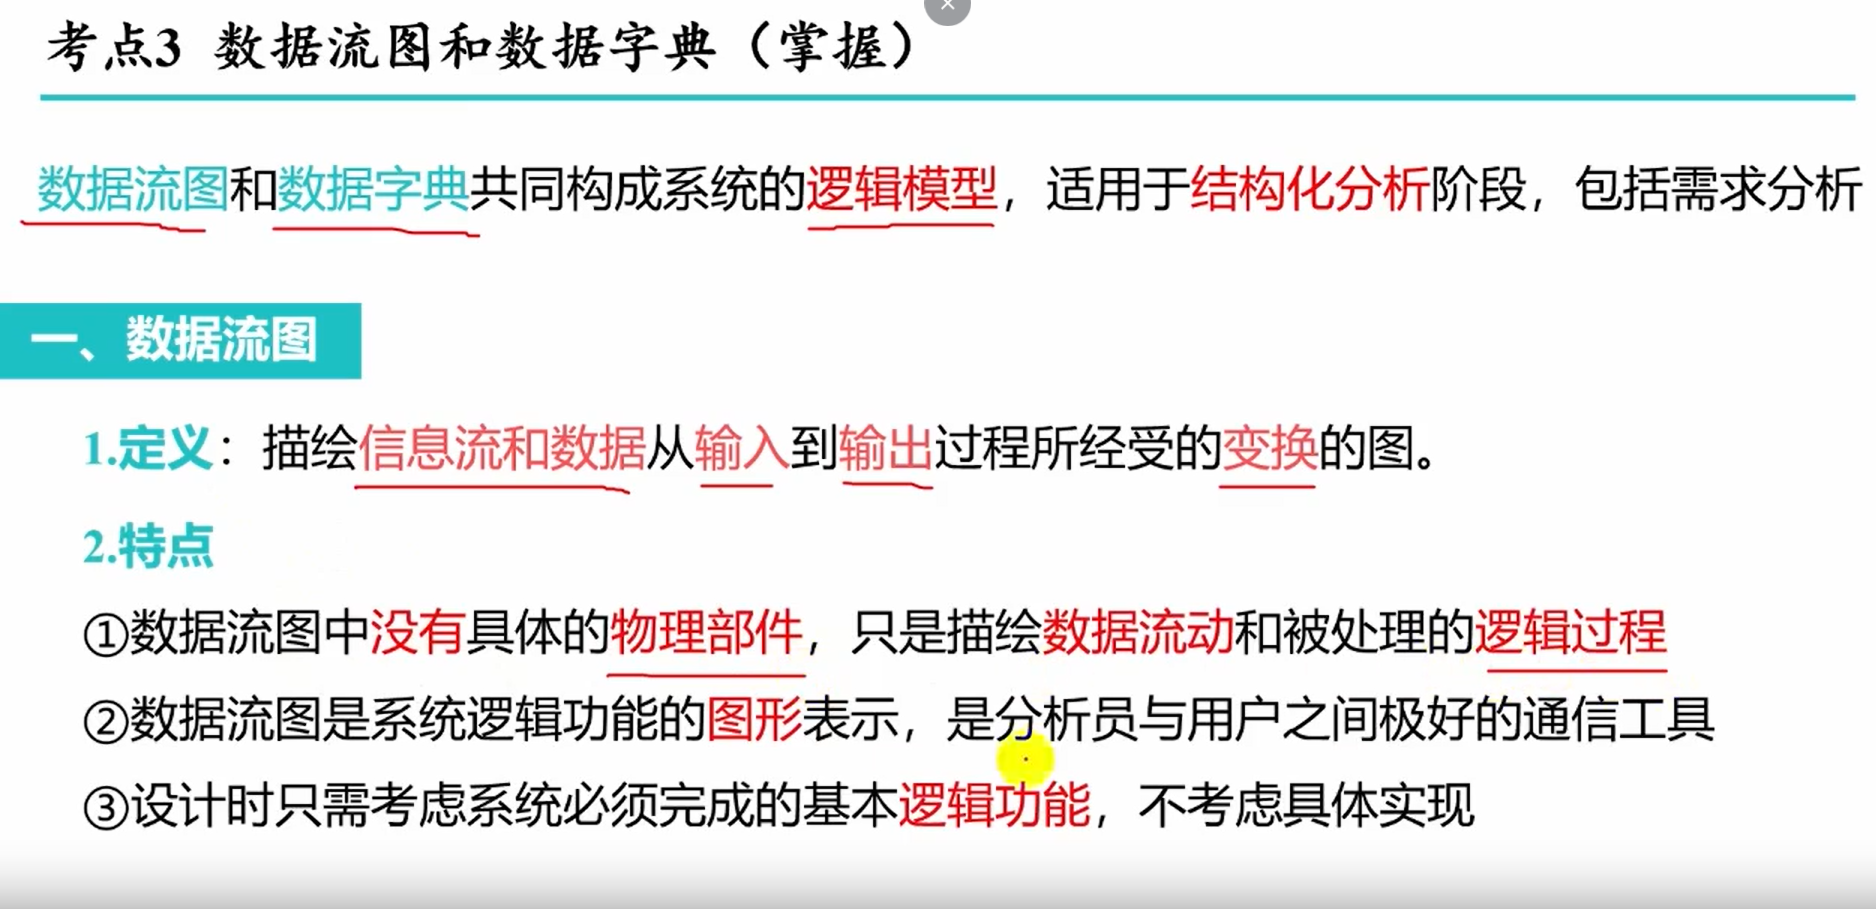 考点3 数据流图和数据字典（掌握）
数据流图和数据字典共同构成系统的逻辑模型，适用于结构化分析阶段，包括需求分析
一、数据流图
1.定义：描绘信息流和数据从输入到输出过程所经受的变换的图。
2.特点
①数据流图中没有具体的物理部件，只是描绘数据流动和被处理的逻辑过程
②数据流图是系统逻辑功能的图形表示，是分析员与用户之间极好的通信工具
③设计时只需考虑系统必须完成的基本逻辑功能，不考虑具体实现